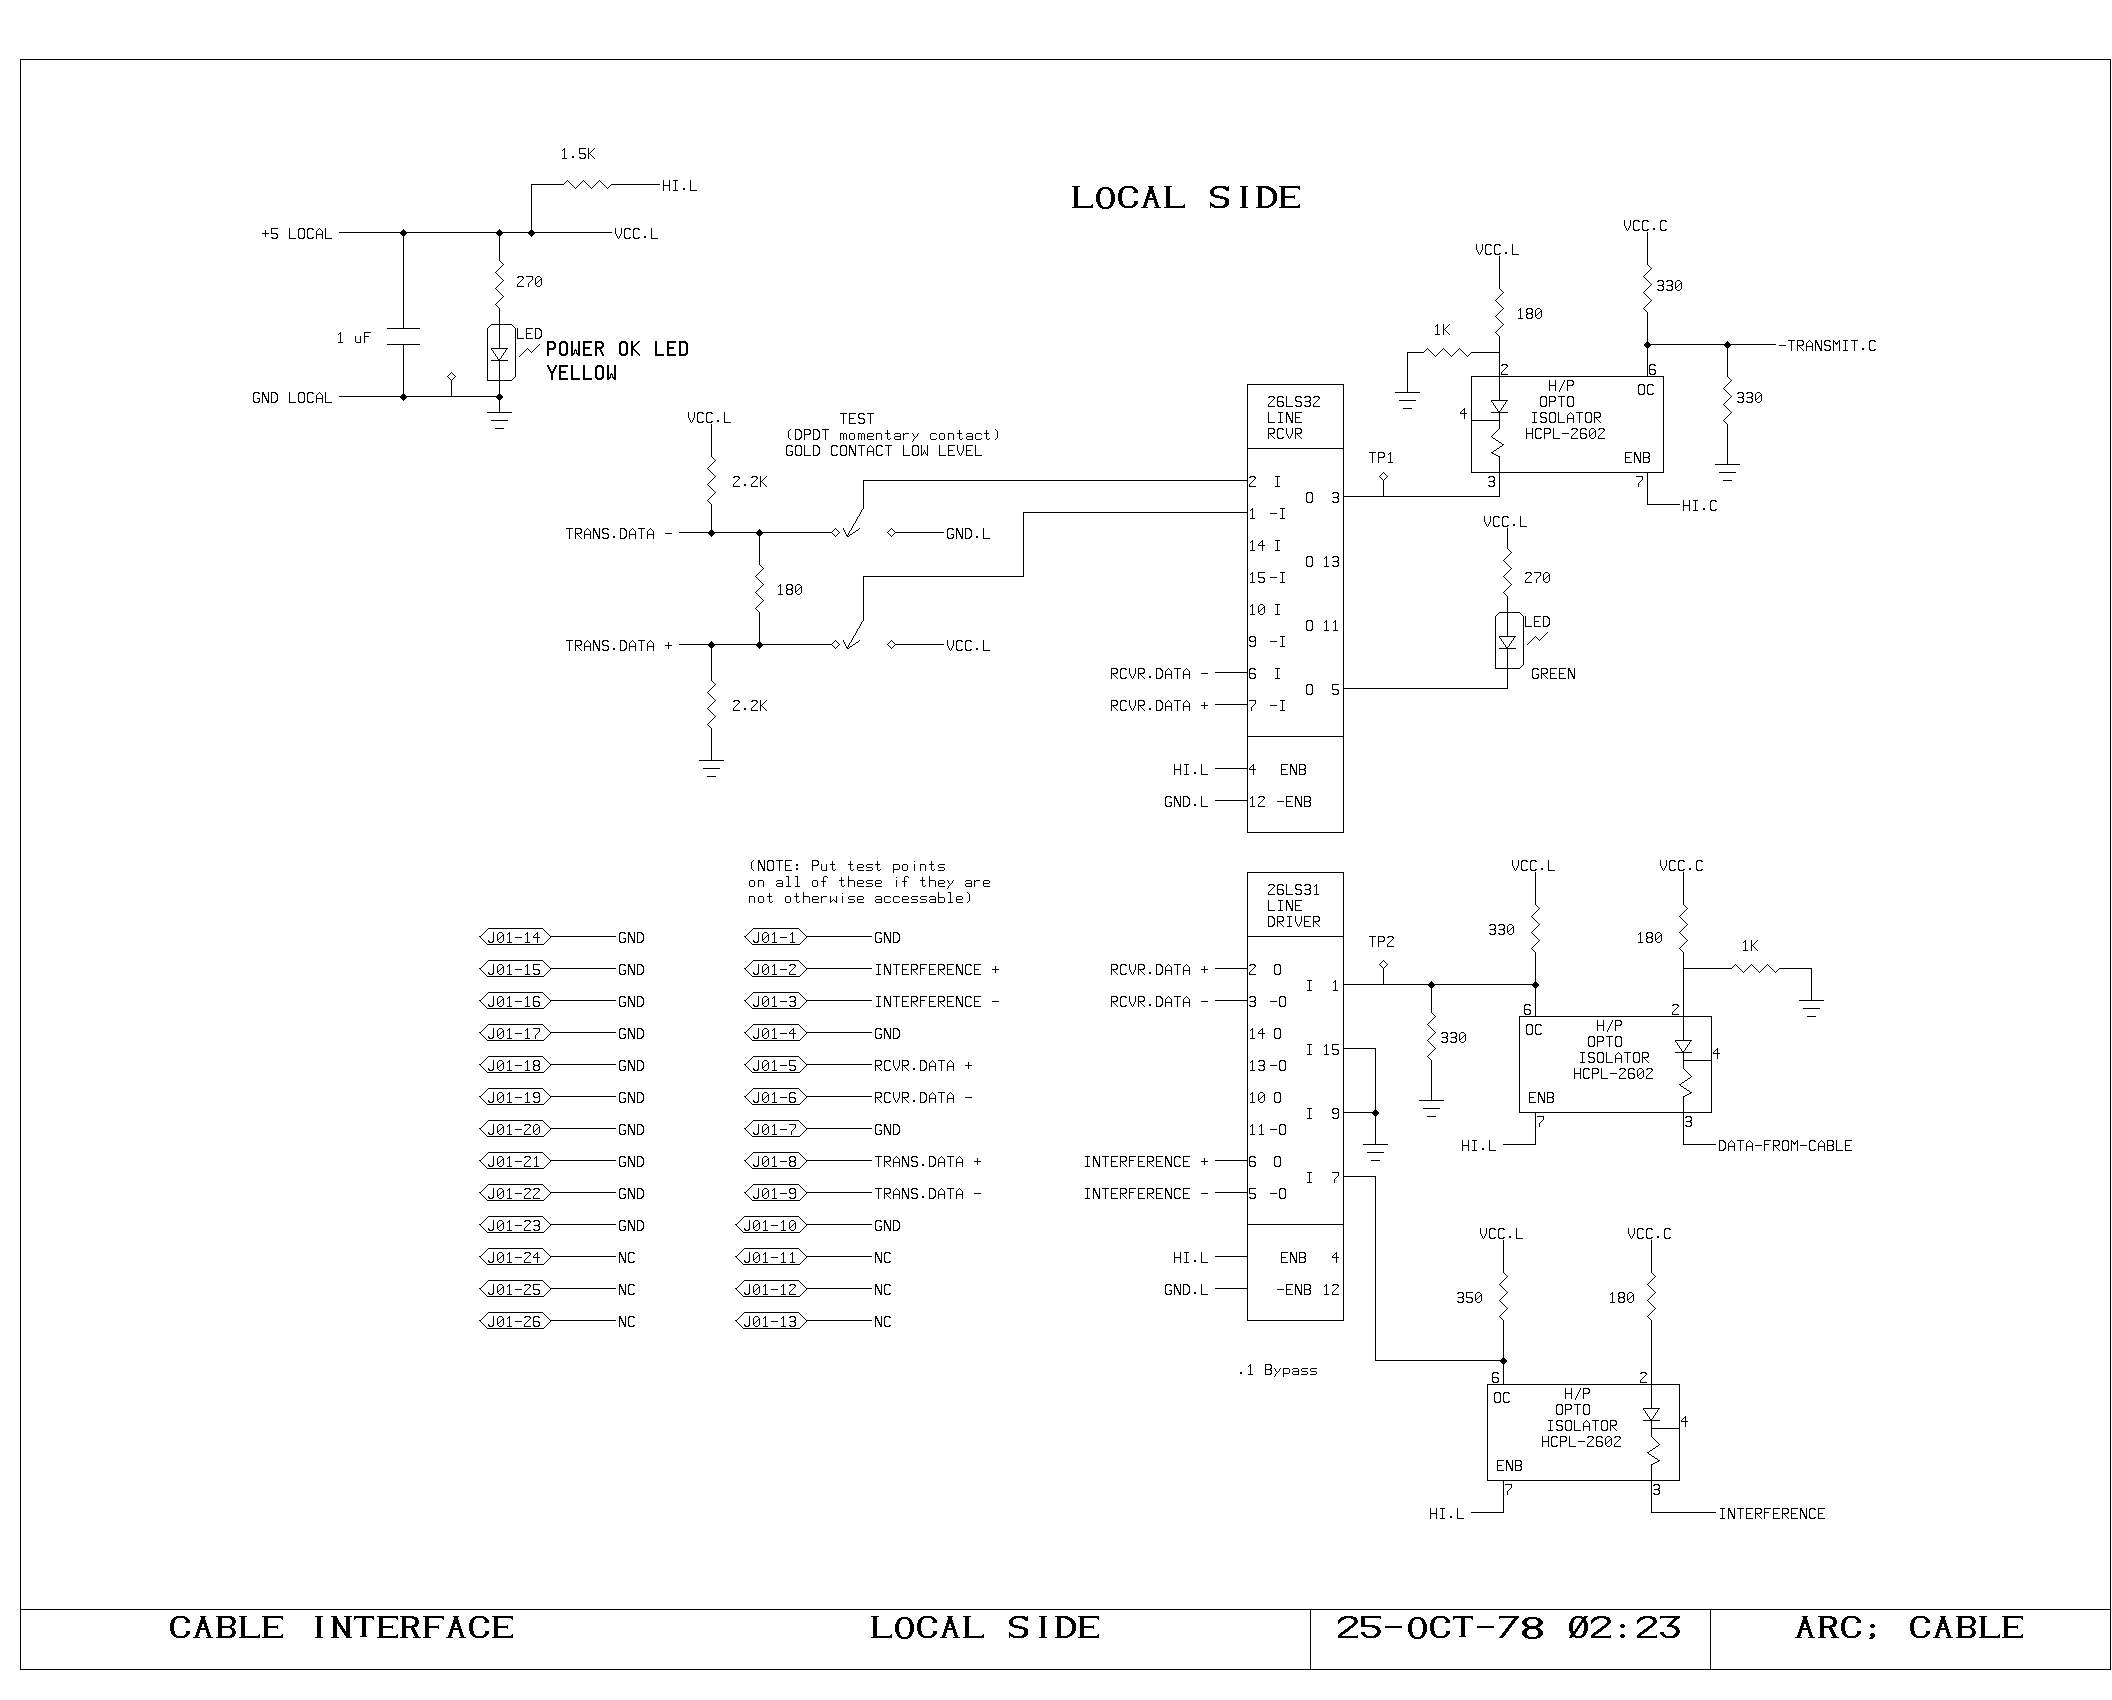 1.5K
HI.L
LOCAL SIDE
+5 LOCAL
VCC.L
270
1 uF
LED
POWER OK LED
YELLOW
GND LOCAL
VCC.L
TEST
(DPDT momentary contact)
GOLD CONTACT LOW LEVEL
2.2K
TRANS.DATA -
GND.L
180
TRANS.DATA +
VCC.L
2.2K
26LS32
LINE
RCVR
2 I
O 3
1 -I
14 I
O 13
15 -I
10 I
O 11
9 -I
RCVR.DATA - 6 I
O 5
RCVR.DATA + 7 -I
HI.L 4 ENB
GND.L 12 -ENB
TP1
VCC.L
180
1K
VCC.C
330
-TRANSMIT.C
330
2
6
H/P
OPTO
ISOLATOR
HCPL-2602
OC
4
ENB
3
7
HI.C
VCC.L
270
LED
GREEN
(NOTE: Put test points
on all of these if they are
not otherwise accessable)
J01-14 GND
J01-15 GND
J01-16 GND
J01-17 GND
J01-18 GND
J01-19 GND
J01-20 GND
J01-21 GND
J01-22 GND
J01-23 GND
J01-24 NC
J01-25 NC
J01-26 NC
J01-1 GND
J01-2 INTERFERENCE +
J01-3 INTERFERENCE -
J01-4 GND
J01-5 RCVR.DATA +
J01-6 RCVR.DATA -
J01-7 GND
J01-8 TRANS.DATA +
J01-9 TRANS.DATA -
J01-10 GND
J01-11 NC
J01-12 NC
J01-13 NC
26LS31
LINE
DRIVER
RCVR.DATA + 2 O
I 1
RCVR.DATA - 3 -O
14 O
I 15
13 -O
10 O
I 9
11 -O
INTERFERENCE + 6 O
I 7
INTERFERENCE - 5 -O
HI.L ENB 4
GND.L -ENB 12
.1 Bypass
TP2
VCC.L
330
330
VCC.C
180
1K
6
2
OC
H/P
OPTO
ISOLATOR
HCPL-2602
4
ENB
7
3
HI.L
DATA-FROM-CABLE
VCC.L
350
VCC.C
180
6
2
OC
H/P
OPTO
ISOLATOR
HCPL-2602
4
ENB
7
3
HI.L
INTERFERENCE
CABLE INTERFACE
LOCAL SIDE
25-OCT-78 Ø2:23
ARC; CABLE